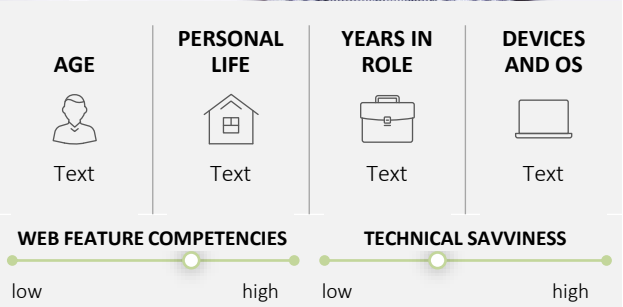 AGE
PERSONAL
LIFE
YEARS IN
ROLE
DEVICES
AND OS
Text
Text
Text
Text
WEB FEATURE COMPETENCIES
TECHNICAL SAVVINESS
low
high
low
high